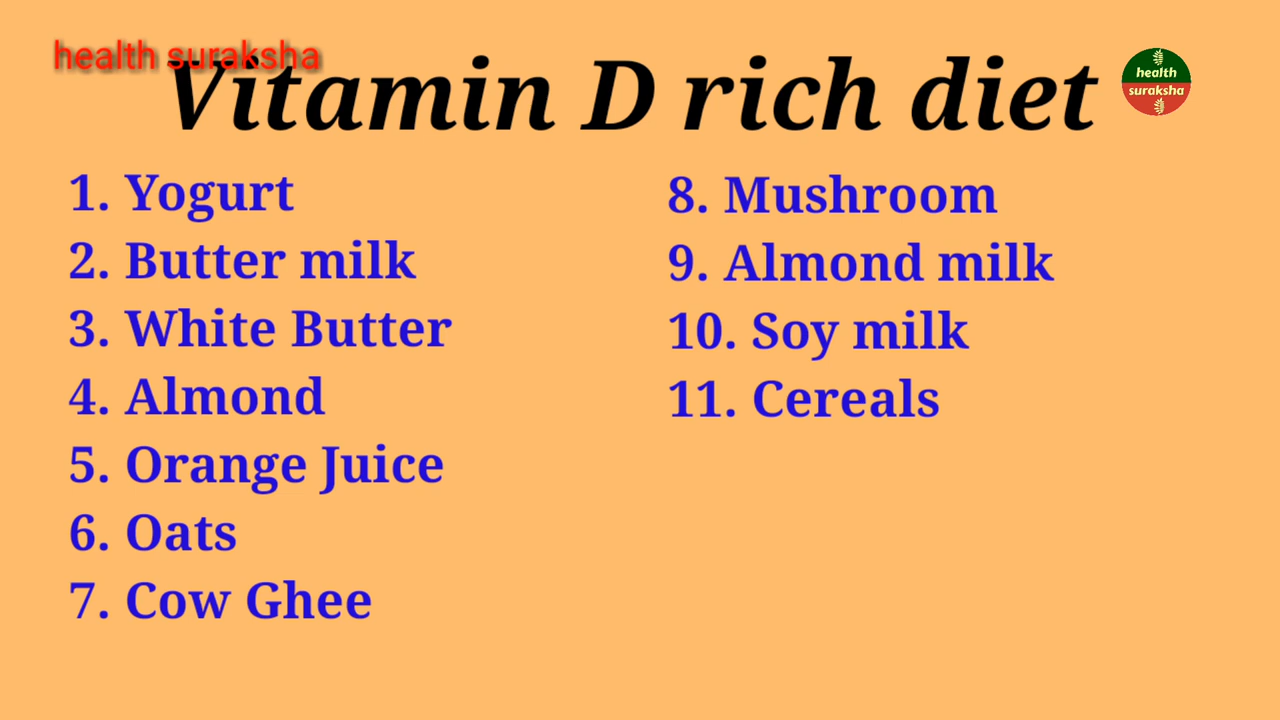 health suraksha
Vitamin D rich diet
health
suraksha
1. Yogurt
2. Butter milk
3. White Butter
4. Almond
5. Orange Juice
6. Oats
7. Cow Ghee
8. Mushroom
9. Almond milk
10. Soy milk
11. Cereals